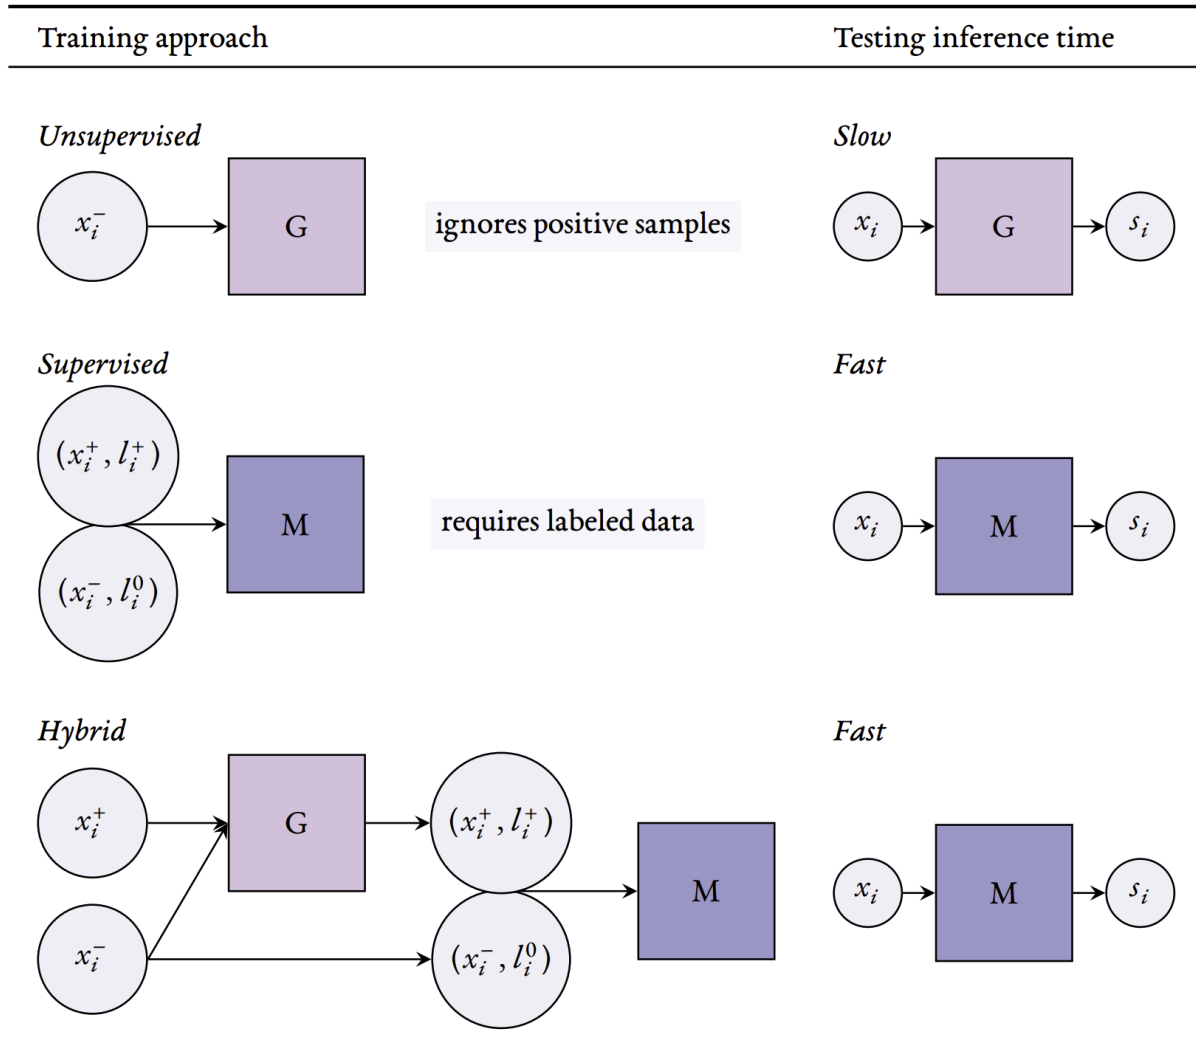 Training approach Testing inference time
Unsupervised Slow
x_i^- G ignores positive samples x_i G s_i
Supervised Fast
(x_i^+, l_i^+)
M requires labeled data x_i M s_i
(x_i^-, l_i^0)
Hybrid Fast
x_i^+ G (x_i^+, l_i^+)
M x_i M s_i
x_i^- (x_i^-, l_i^0)